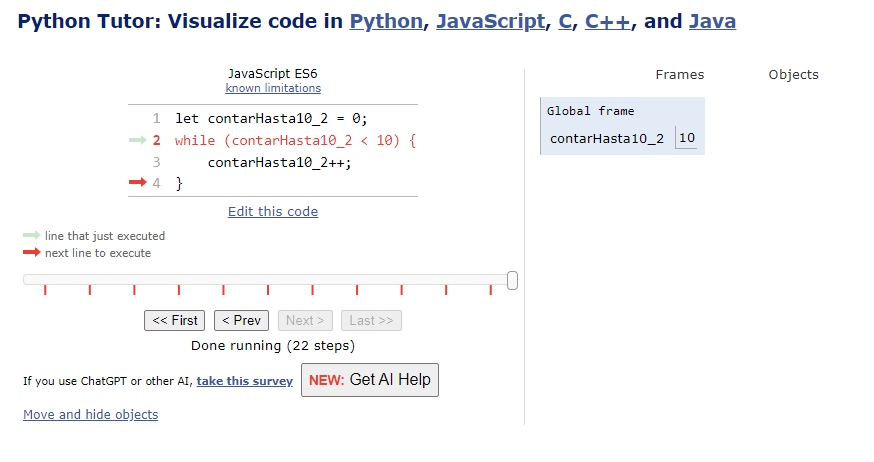 Python Tutor: Visualize code in Python, JavaScript, C, C++, and Java
JavaScript ES6
known limitations
1 let contarHasta10_2 = 0;
2 while (contarHasta10_2 < 10) {
3     contarHasta10_2++;
4 }
Edit this code
line that just executed
next line to execute
<< First < Prev Next > Last >>
Done running (22 steps)
If you use ChatGPT or other AI, take this survey NEW: Get AI Help
Move and hide objects
Frames Objects
Global frame
contarHasta10_2 10